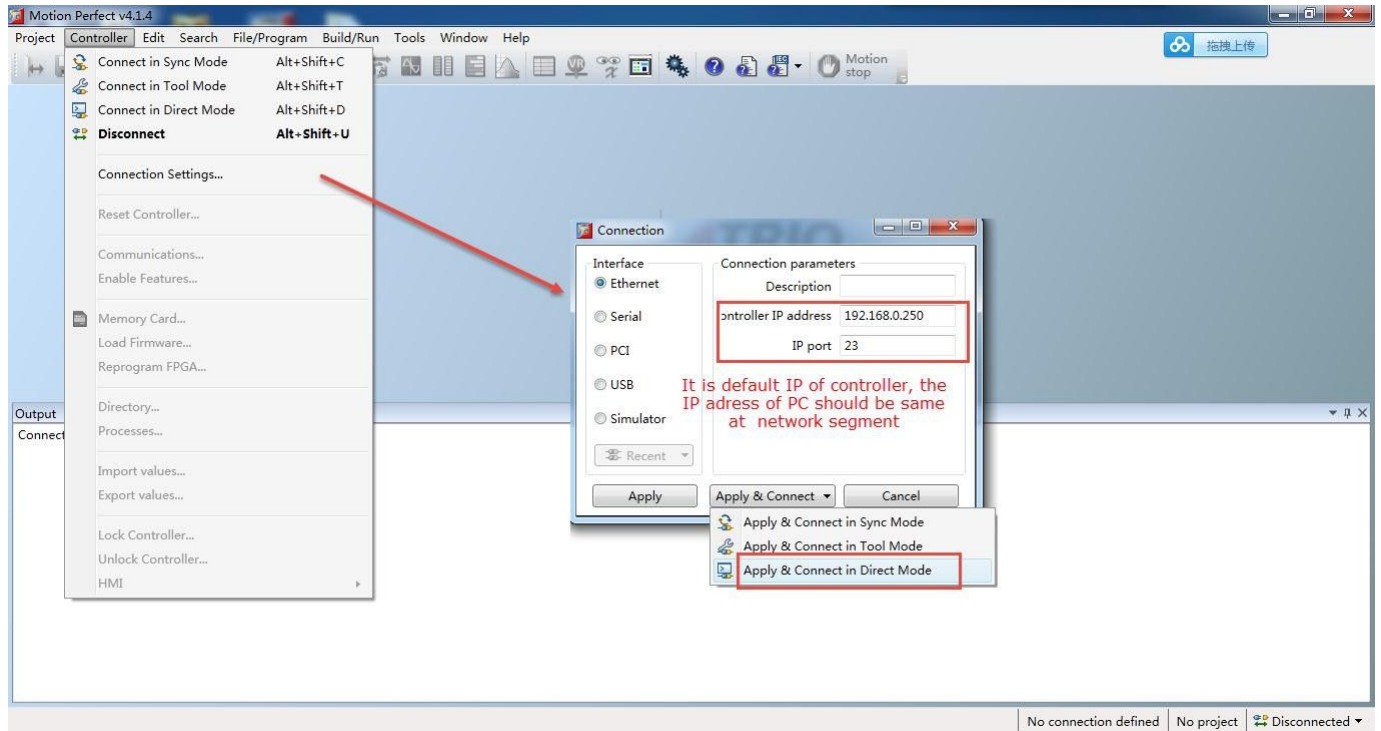 Motion Perfect v4.1.4
Project Controller Edit Search File/Program Build/Run Tools Window Help
拖拽上传
Connect in Sync Mode Alt+Shift+C
Connect in Tool Mode Alt+Shift+T
Connect in Direct Mode Alt+Shift+D
Disconnect Alt+Shift+U
Connection Settings...
Reset Controller...
Communications...
Enable Features...
Memory Card...
Load Firmware...
Reprogram FPGA...
Directory...
Processes...
Import values...
Export values...
Lock Controller...
Unlock Controller...
HMI
Motion
stop
TRIO
Connection
Interface
Ethernet
Serial
PCI
USB
Simulator
Recent
Connection parameters
Description
ontroller IP address 192.168.0.250
IP port 23
It is default IP of controller, the
IP adress of PC should be same
at network segment
Apply Apply & Connect Cancel
Apply & Connect in Sync Mode
Apply & Connect in Tool Mode
Apply & Connect in Direct Mode
Output
Connect
No connection defined No project Disconnected